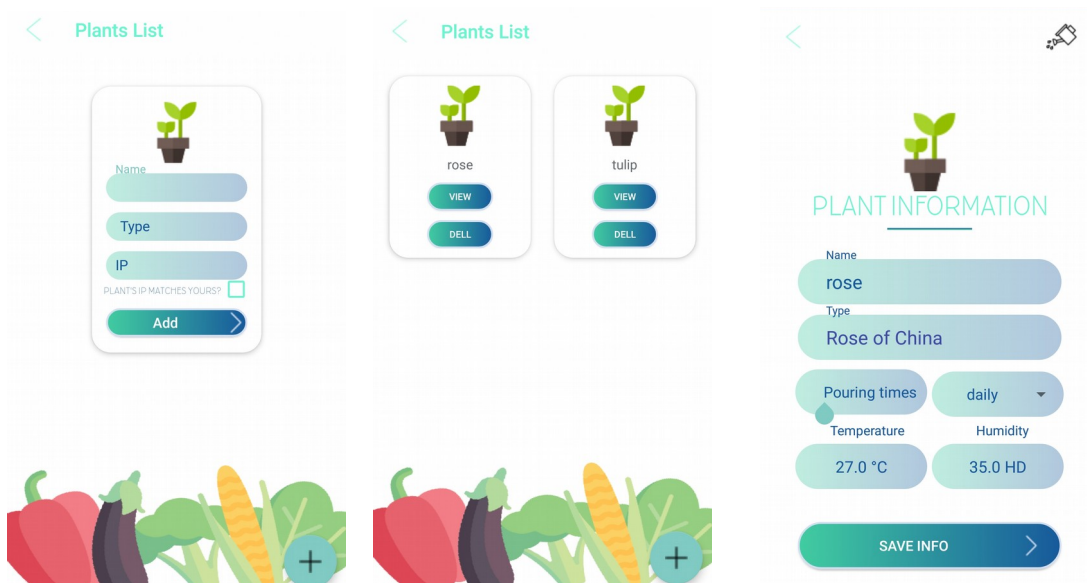 Plants List
Name
Type
IP
PLANT'S IP MATCHES YOURS?
Add
Plants List
rose
VIEW
DELL
tulip
VIEW
DELL
PLANT INFORMATION
Name
rose
Type
Rose of China
Pouring times
daily
Temperature
Humidity
27.0 °C
35.0 HD
SAVE INFO